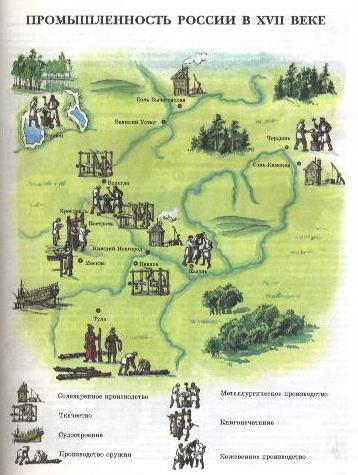 ПРОМЫШЛЕННОСТЬ РОССИИ В XVII ВЕКЕ
Соль Вычегодская
Великий Устюг
Чердынь
Соль-Камская
Вологда
Кострома
Нижний Новгород
Москва
Казань
Тула
Солеваренное производство
Металлургическое производство
Ткачество
Книгопечатание
Судостроение
Производство оружия
Кожевенное производство